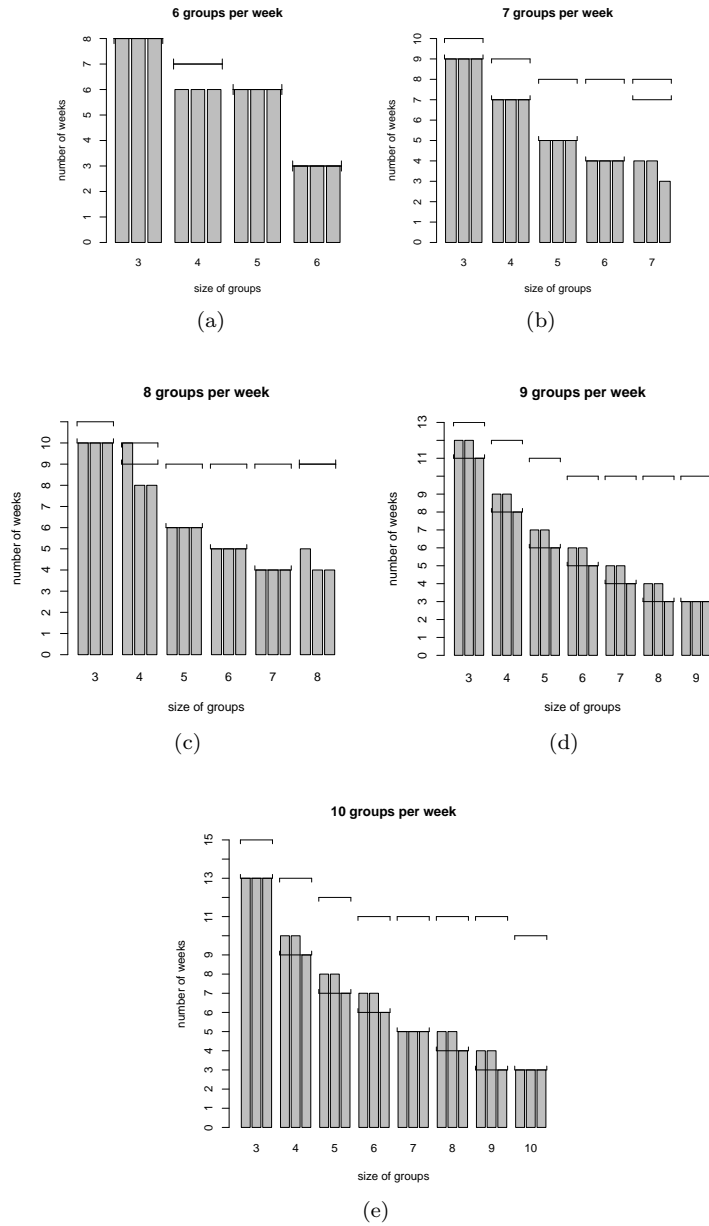 6 groups per week
number of weeks
0 1 2 3 4 5 6 7 8
3 4 5 6
size of groups
(a)
7 groups per week
number of weeks
0 1 2 3 4 5 6 7 8 9 10
3 4 5 6 7
size of groups
(b)
8 groups per week
number of weeks
0 1 2 3 4 5 6 7 8 9 10
3 4 5 6 7 8
size of groups
(c)
9 groups per week
number of weeks
0 1 2 3 4 5 6 7 8 9 11 13
3 4 5 6 7 8 9
size of groups
(d)
10 groups per week
number of weeks
0 1 2 3 4 5 6 7 8 9 11 13 15
3 4 5 6 7 8 9 10
size of groups
(e)